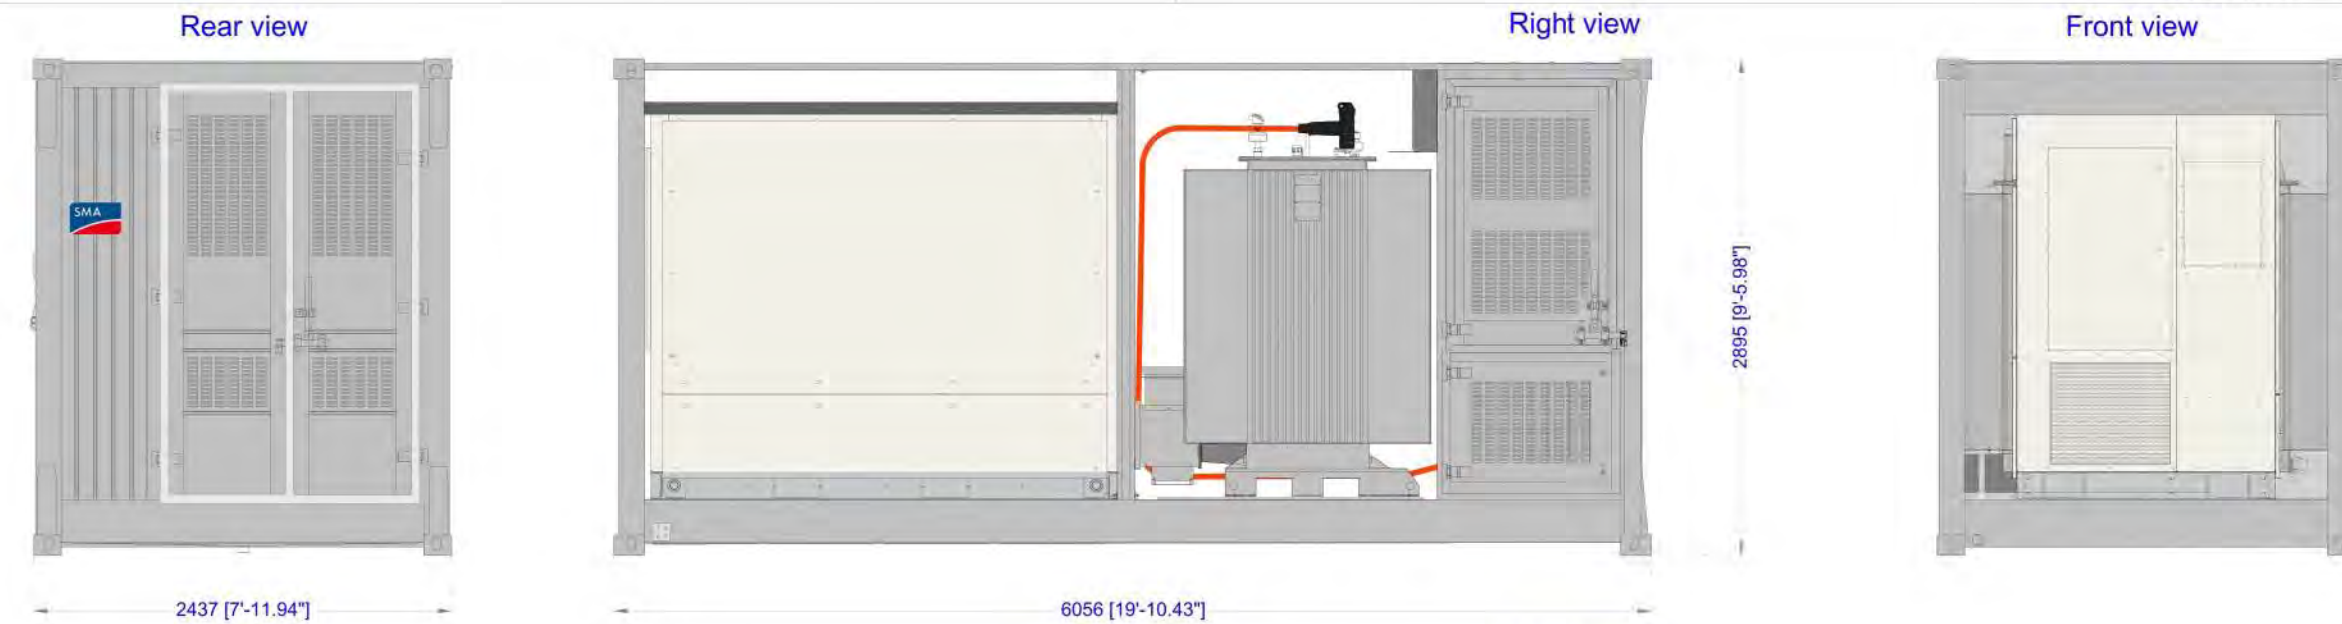 Rear view
Right view
Front view
SMA
2895 [9'-5.98"]
2437 [7'-11.94"]
6056 [19'-10.43"]